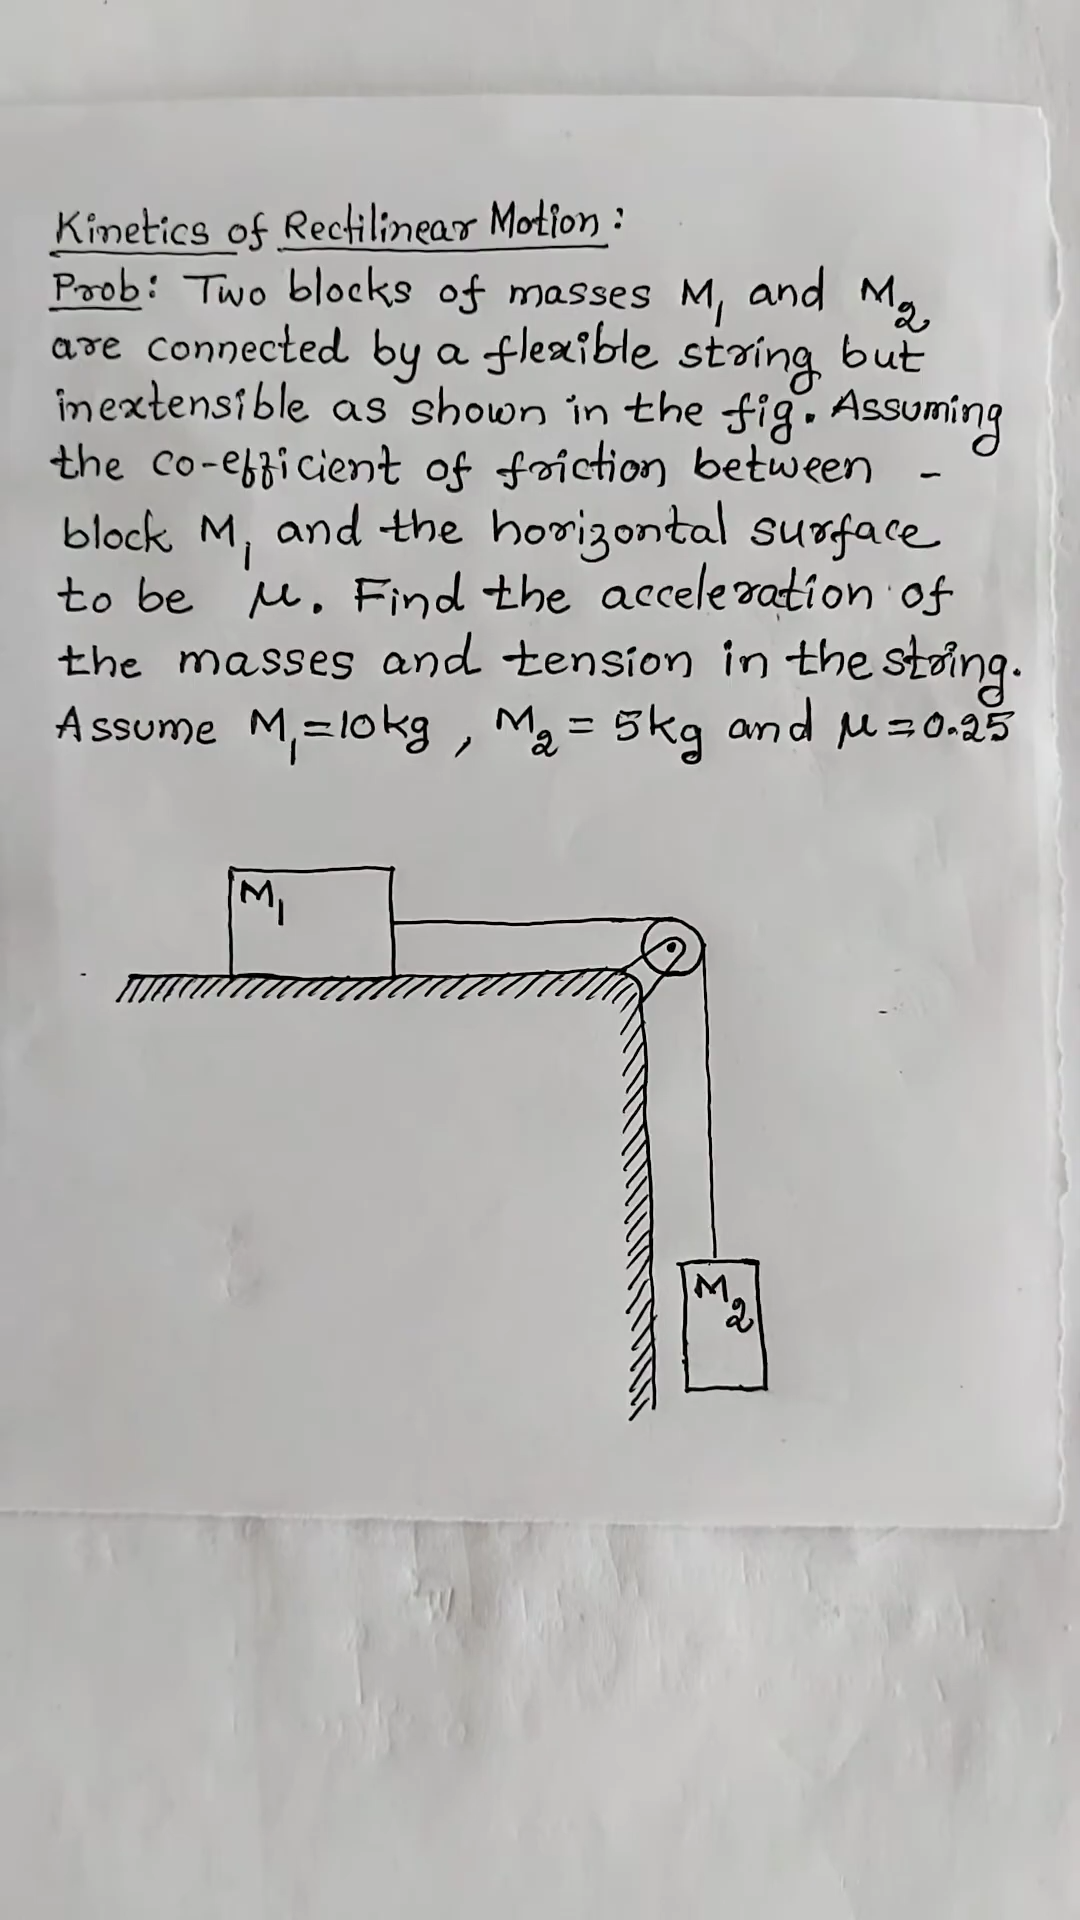 Kinetics of Rectilinear Motion:
Prob: Two blocks of masses M₁ and M₂
are connected by a flexible string but
inextensible as shown in the fig. Assuming
the co-efficient of friction between -
block M₁ and the horizontal surface
to be μ. Find the acceleration of
the masses and tension in the string.
Assume M₁=10kg, M₂=5kg and μ=0.25
M₁
M₂